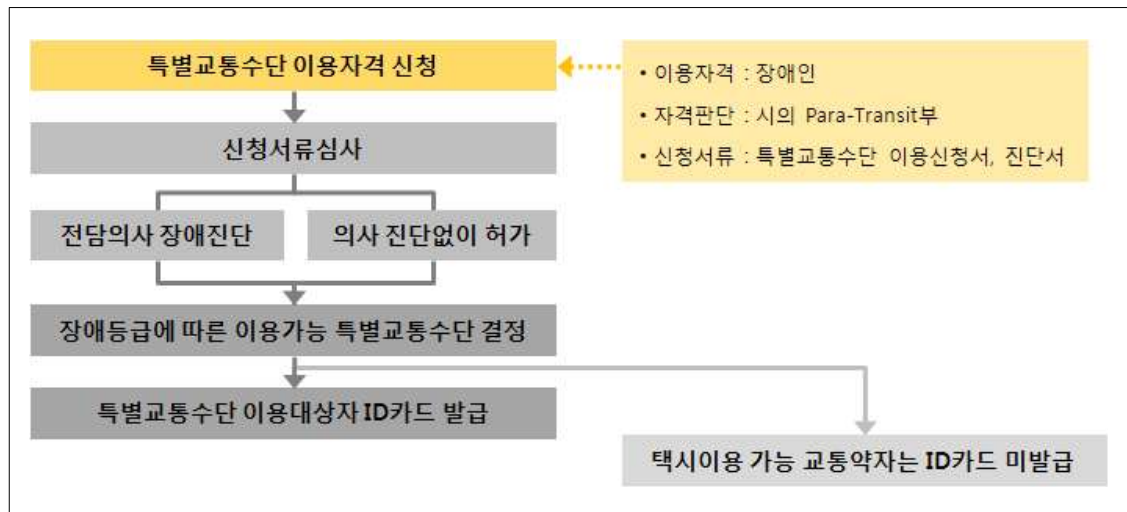 특별교통수단 이용자격 신청
• 이용자격 : 장애인
• 자격판단 : 시의 Para-Transit부
• 신청서류 : 특별교통수단 이용신청서, 진단서
신청서류심사
전담의사 장애진단
의사 진단없이 허가
장애등급에 따른 이용가능 특별교통수단 결정
특별교통수단 이용대상자 ID카드 발급
택시이용 가능 교통약자는 ID카드 미발급